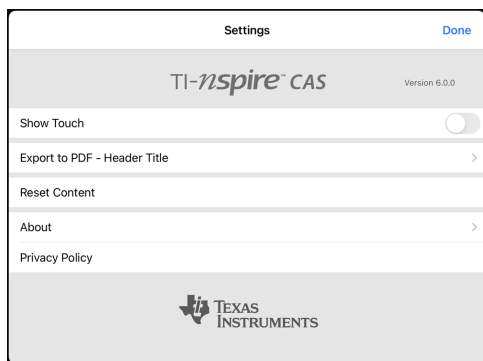 Settings
Done
TI-nspire™ CAS
Version 6.0.0
Show Touch
Export to PDF - Header Title
Reset Content
About
Privacy Policy
TEXAS
INSTRUMENTS